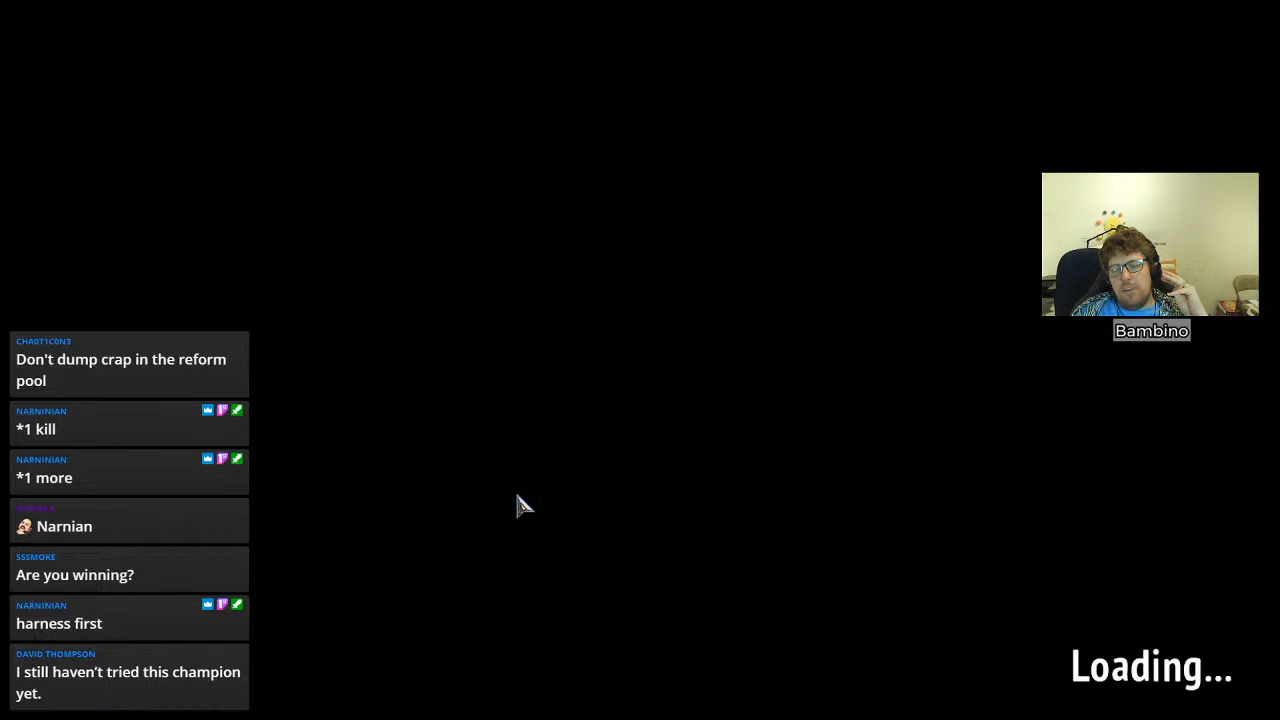 CHA0T1C0N3
Don't dump crap in the reform
pool
NARNINIAN
*1 kill
NARNINIAN
*1 more
Narnian
SSSMOKE
Are you winning?
NARNINIAN
harness first
DAVID THOMPSON
I still haven't tried this champion
yet.
Bambino
Loading...